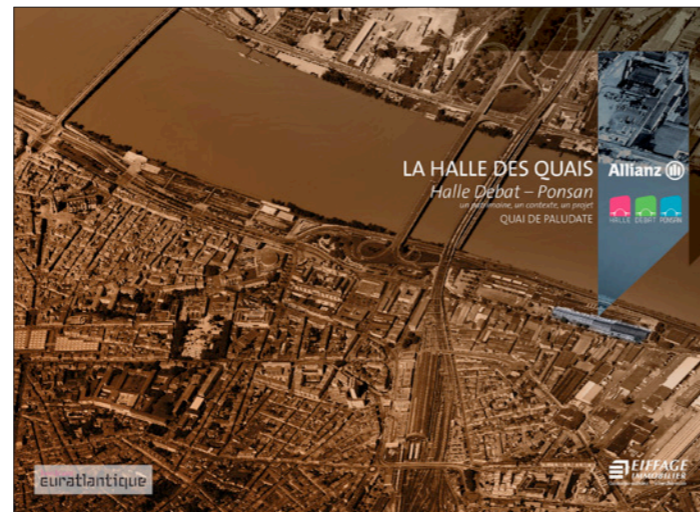 LA HALLE DES QUAIS
Halle Debat – Ponsan
un patrimoine, un contexte, un projet
QUAI DE PALUDATE
Allianz
HALLE DEBAT PONSAN
euratlantique
EIFFAGE
IMMOBILIER